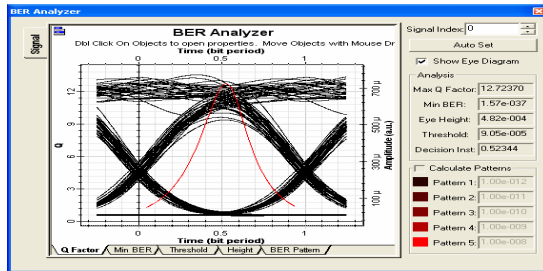 BER Analyzer
Signal Index: 0
Auto Set
Show Eye Diagram
Analysis
Max Q Factor: 12.72370
Min BER: 1.57e-037
Eye Height: 4.82e-004
Threshold: 9.05e-005
Decision Inst: 0.52344
Calculate Patterns
Pattern 1: 1.00e-012
Pattern 2: 1.00e-011
Pattern 3: 1.00e-010
Pattern 4: 1.00e-009
Pattern 5: 1.00e-008
Signal
BER Analyzer
Dbl Click On Objects to open properties. Move Objects with Mouse Dr
Time (bit period)
0 0.5 1
Q
12
9
6
3
0
Amplitude (a.u.)
700 µ
500 µ
300 µ
100 µ
0 0.5 1
Time (bit period)
Q Factor Min BER Threshold Height BER Pattern